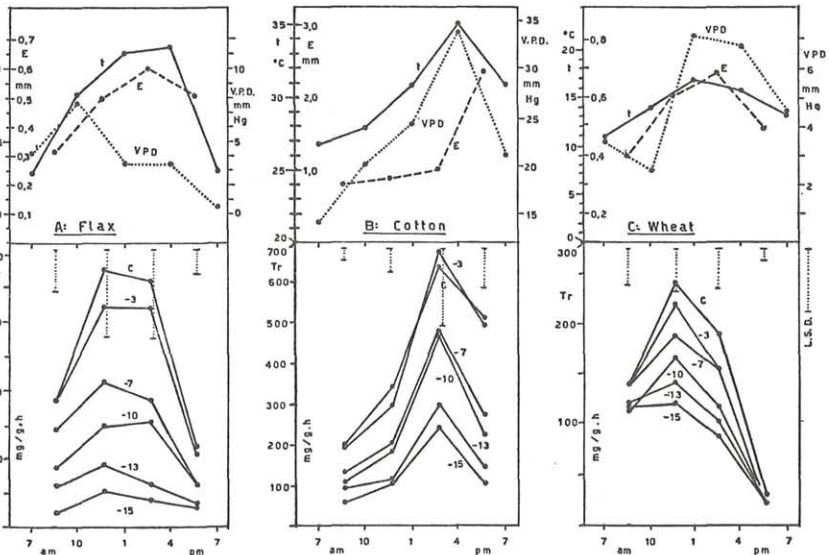 0,7
E
0,6
mm
0,5
0,4
0,3
0,2
0,1
t
E
VPD
10
V.P.D.
mm
Hg
5
0
A: Flax
C
-3
-7
-10
-13
-15
mg/g.h
7 10 1 4 7
am pm
35
t
°C
30
25
20
3,0
E
mm
2,0
1,0
t
VPD
E
35
V.P.D.
30
mm
Hg
25
20
15
B: Cotton
700
Tr
600
500
400
300
200
100
000
mg/g.h
-3
C
-7
-10
-13
-15
7 10 1 4 7
am pm
°C
20
t
15
10
5
0
0,8
0,6
0,4
0,2
VPD
E
t
VPD
6
mm
Hg
4
2
C: Wheat
300
Tr
200
100
mg/g.h
C
-3
-7
-10
-13
-15
L.S.D.
7 10 1 4 7
am pm